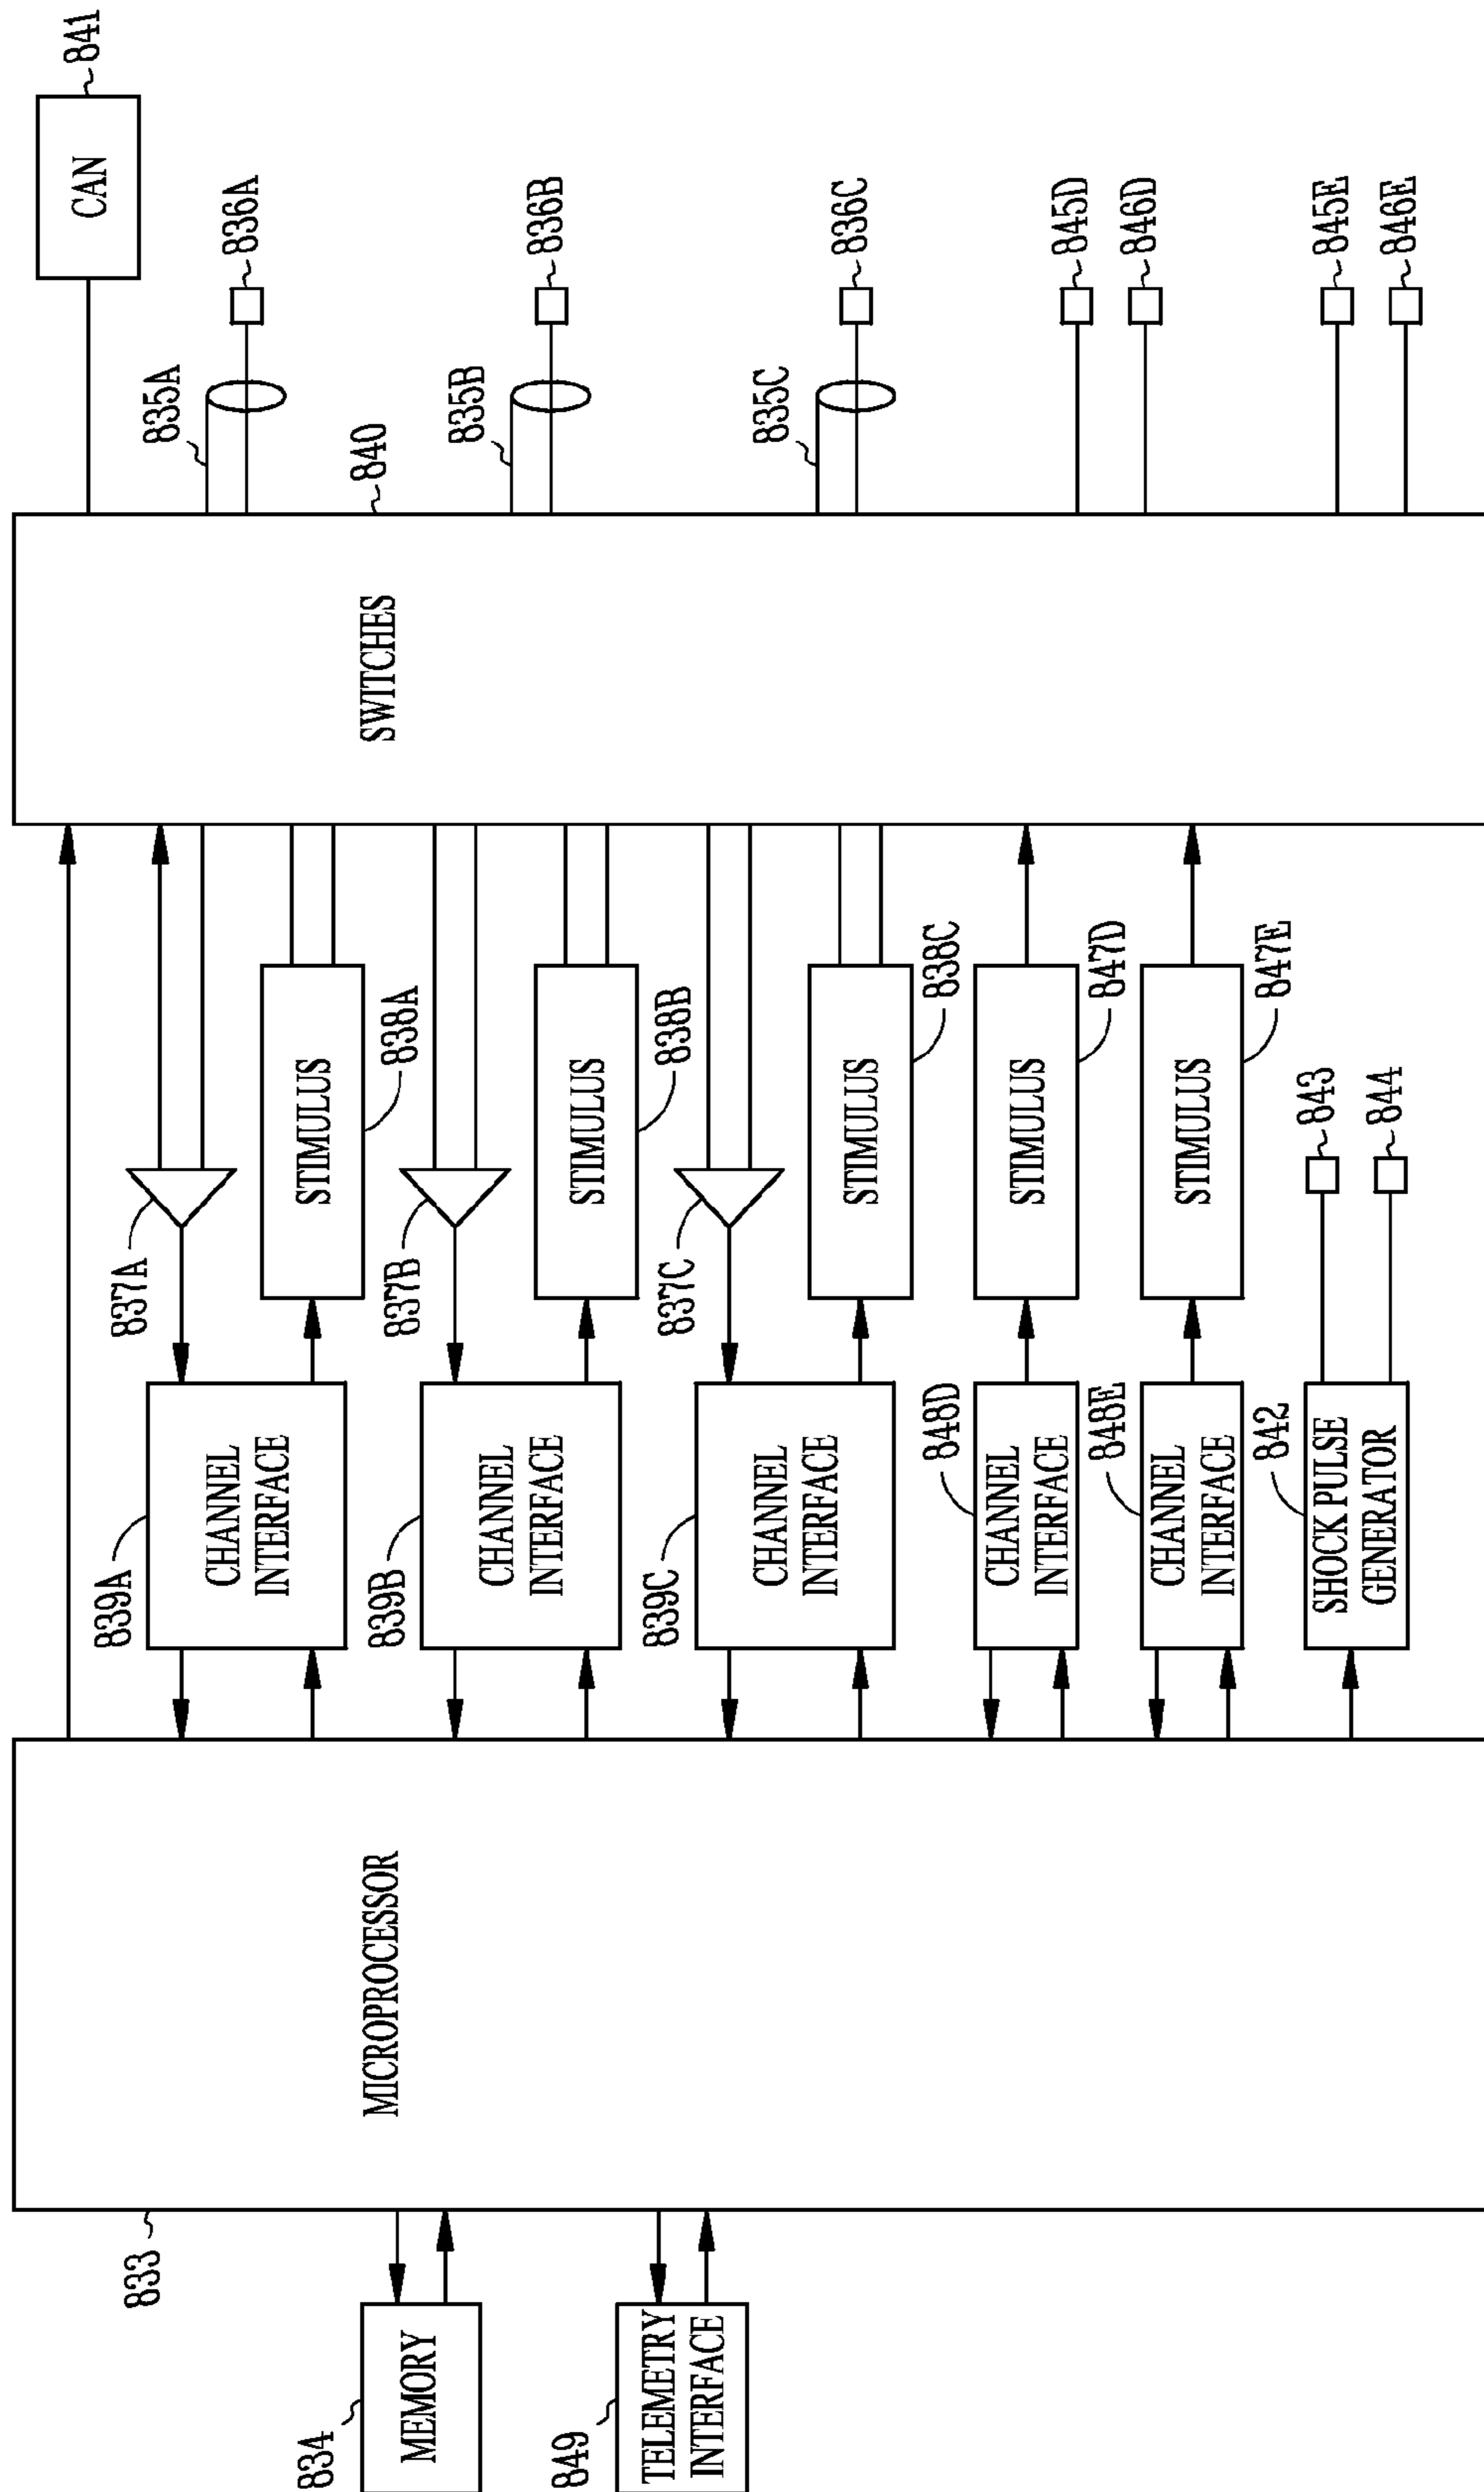 CAN
841
835A
836A
840
835B
836B
835C
836C
845D
846D
845E
846E
SWITCHES
837A
STIMULUS
838A
837B
STIMULUS
838B
837C
STIMULUS
838C
STIMULUS
847D
STIMULUS
847E
843
844
839A
CHANNEL
INTERFACE
839B
CHANNEL
INTERFACE
839C
CHANNEL
INTERFACE
848D
CHANNEL
INTERFACE
848E
CHANNEL
INTERFACE
842
SHOCK PULSE
GENERATOR
MICROPROCESSOR
833
834
MEMORY
849
TELEMETRY
INTERFACE